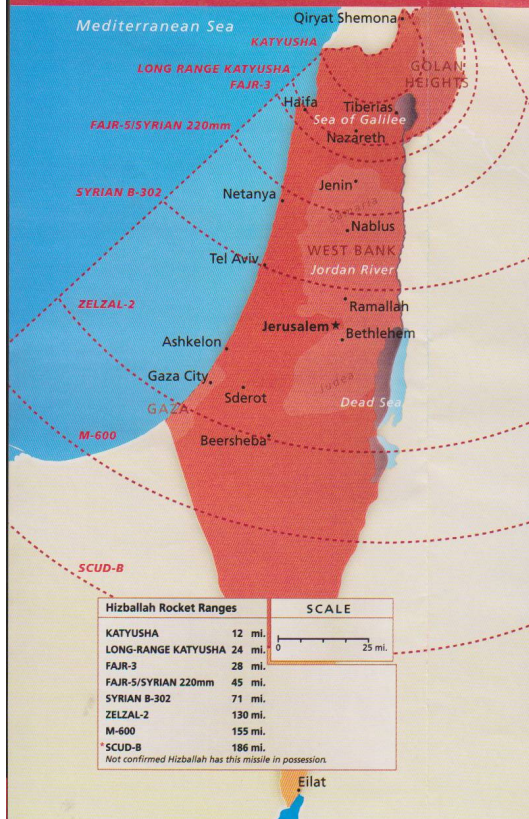 Mediterranean Sea
Qiryat Shemona
KATYUSHA
GOLAN
HEIGHTS
LONG RANGE KATYUSHA
FAJR-3
Haifa
Tiberias
Sea of Galilee
FAJR-5/SYRIAN 220mm
Nazareth
Jenin
SYRIAN B-302
Netanya
Samaria
Nablus
WEST BANK
Tel Aviv
Jordan River
ZELZAL-2
Ramallah
Jerusalem
Bethlehem
Ashkelon
Gaza City
Judea
Sderot
GAZA
Dead Sea
M-600
Beersheba
SCUD-B
Hizballah Rocket Ranges
KATYUSHA 12 mi.
LONG-RANGE KATYUSHA 24 mi.
FAJR-3 28 mi.
FAJR-5/SYRIAN 220mm 45 mi.
SYRIAN B-302 71 mi.
ZELZAL-2 130 mi.
M-600 155 mi.
*SCUD-B 186 mi.
Not confirmed Hizballah has this missile in possession.
SCALE
0 25 mi.
Eilat